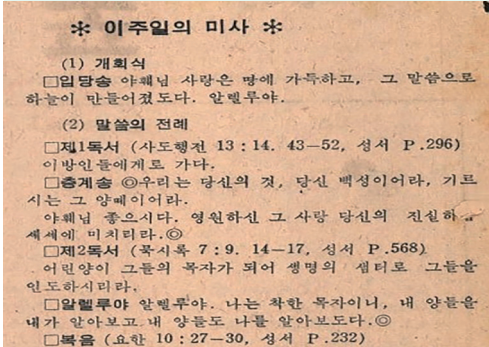 ✻ 이주일의 미사 ✻
(1) 개회식
□입당송 야훼님 사랑은 땅에 가득하고, 그 말씀으로
하늘이 만들어졌도다. 알렐루야.
(2) 말씀의 전례
□제1독서 (사도행전 13 : 14. 43-52, 성서 P.296)
이방인들에게로 가다.
□층계송 ◎우리는 당신의 것, 당신 백성이어라, 기르
시는 그 양떼이어라.
야훼님 좋으시다. 영원하신 그 사랑 당신의 진실하심
세세에 미치리라.◎
□제2독서 (묵시록 7 : 9. 14-17, 성서 P.568)
어린양이 그들의 목자가 되어 생명의 샘터로 그들을
인도하시리라.
□알렐루야 알렐루야. 나는 착한 목자이니, 내 양들을
내가 알아보고 내 양들도 나를 알아보도다.◎
□복음 (요한 10 : 27-30, 성서 P.232)